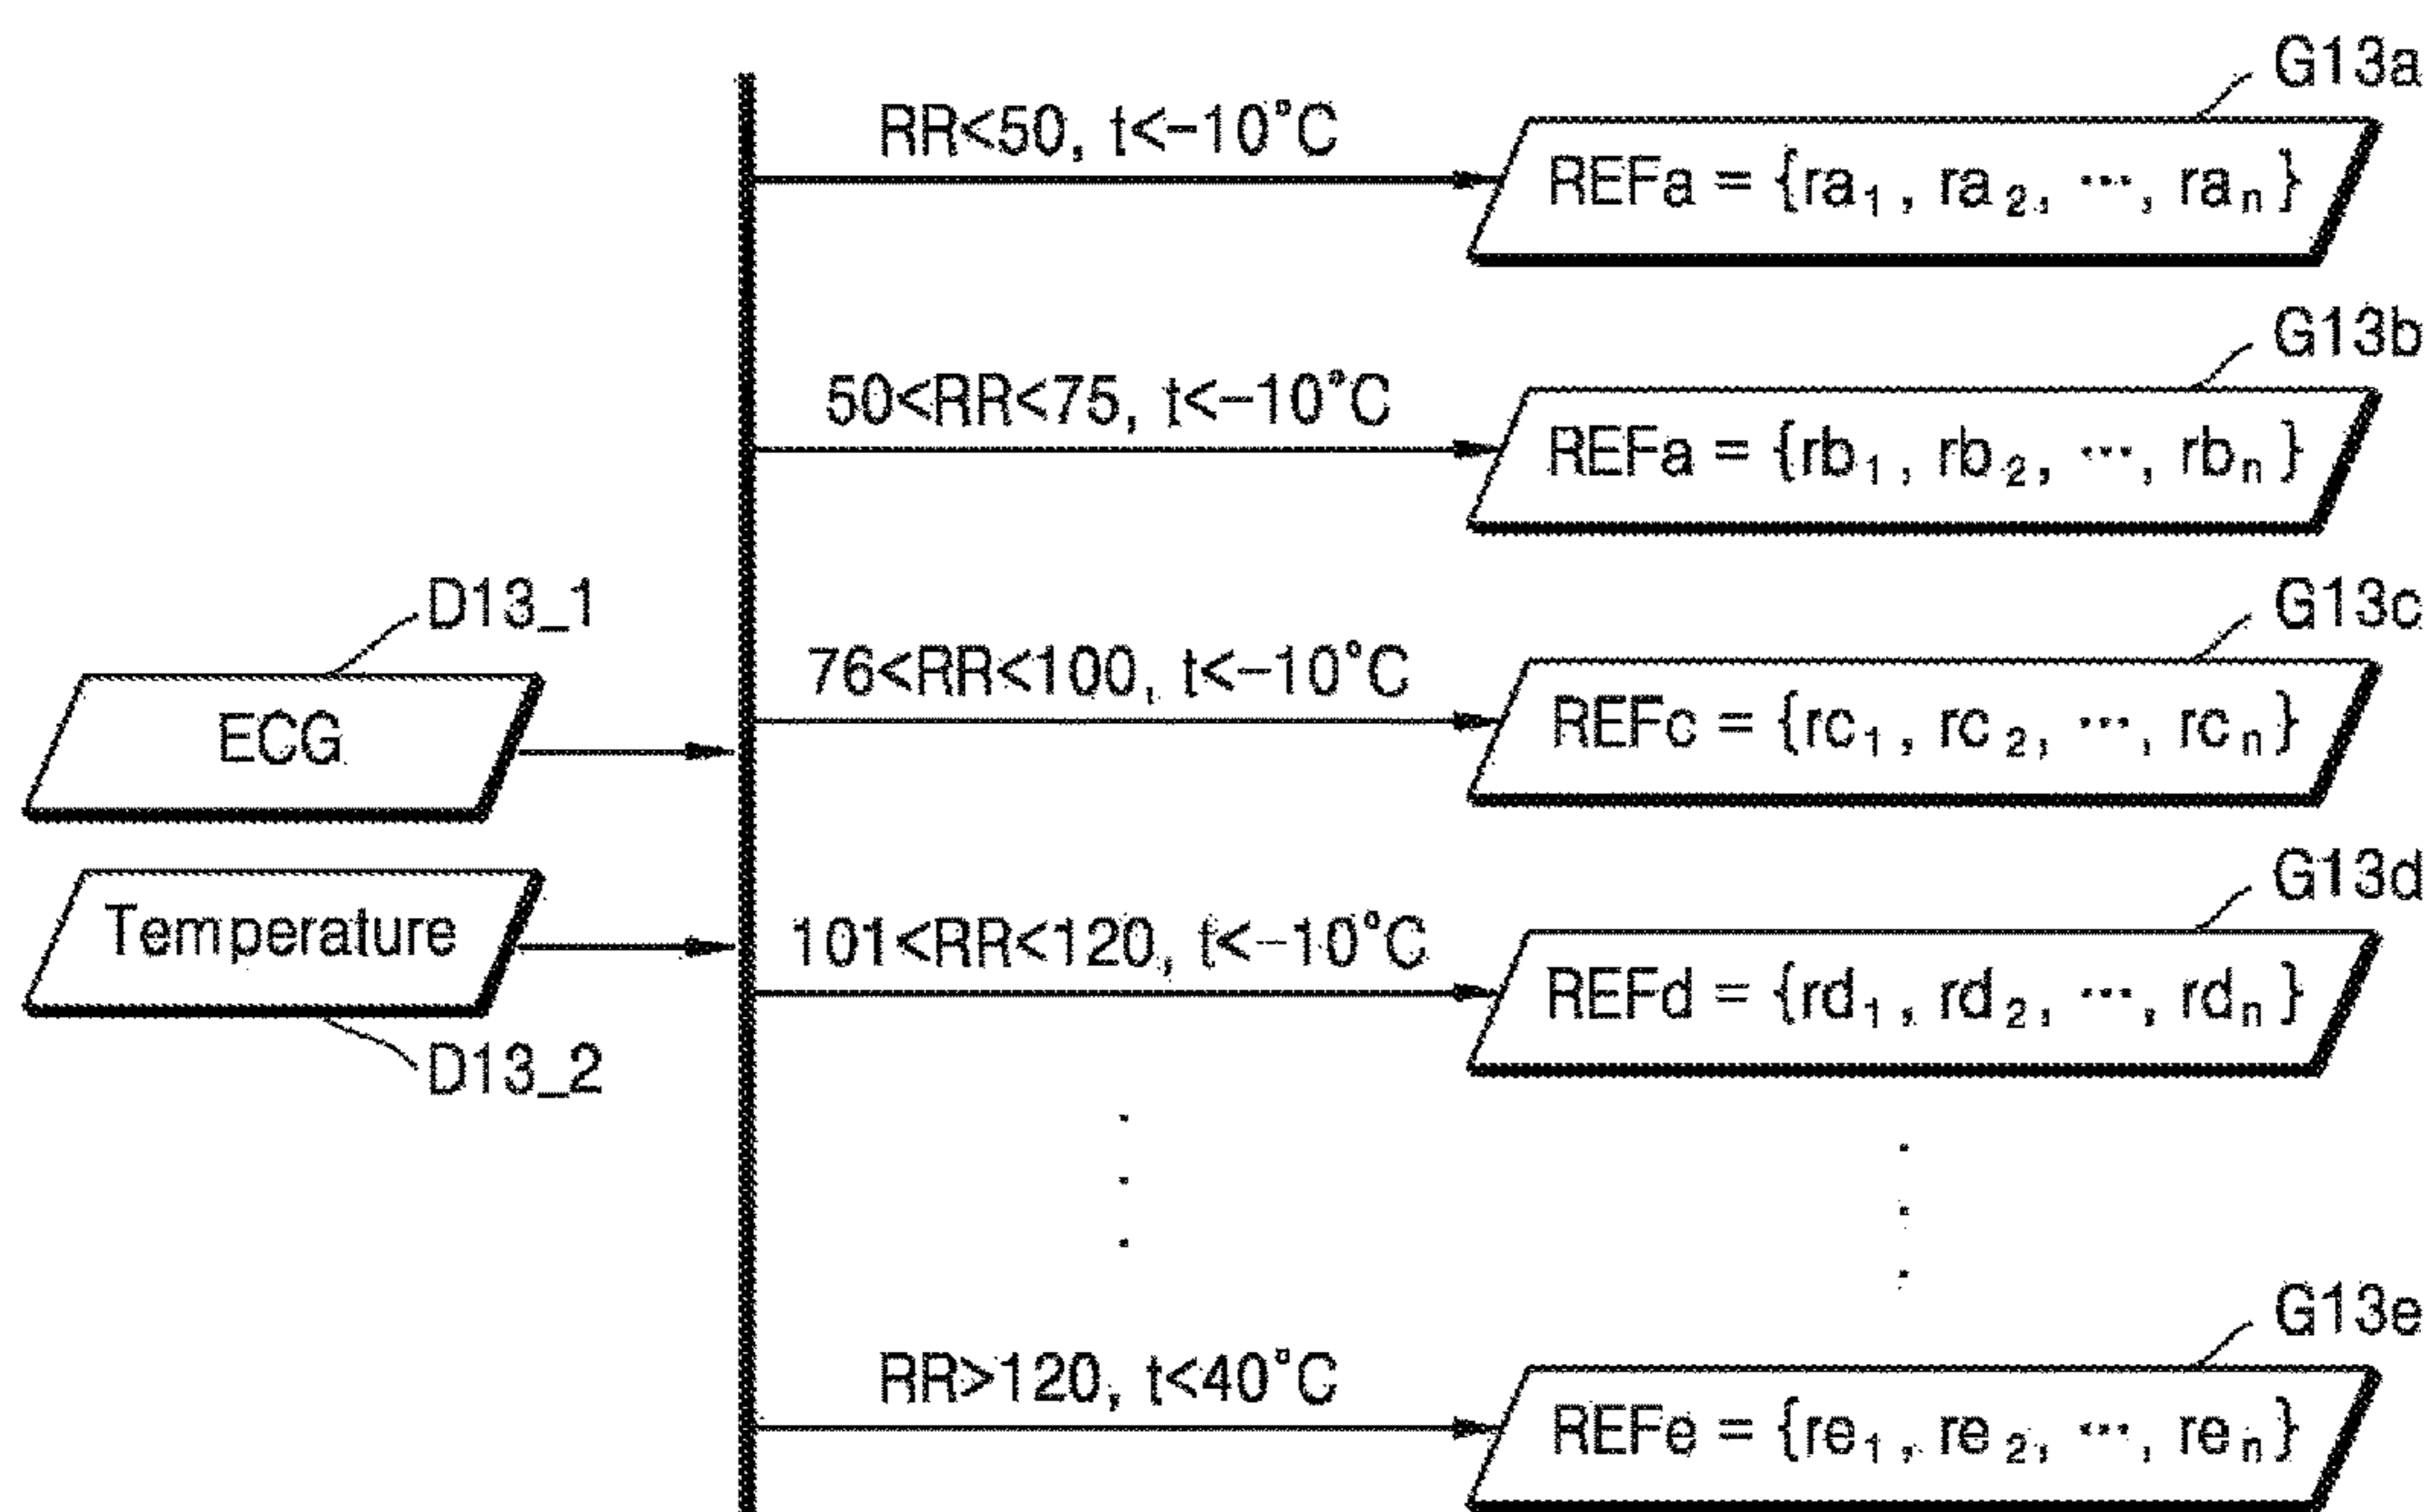 G13a
RR<50, t<-10°C
REFa = {ra₁, ra₂, ···, raₙ}
G13b
50<RR<75, t<-10°C
REFa = {rb₁, rb₂, ···, rbₙ}
D13_1
G13c
76<RR<100, t<-10°C
REFc = {rc₁, rc₂, ···, rcₙ}
ECG
G13d
Temperature
101<RR<120, t<-10°C
REFd = {rd₁, rd₂, ···, rdₙ}
D13_2
G13e
RR>120, t<40°C
REFe = {re₁, re₂, ···, reₙ}